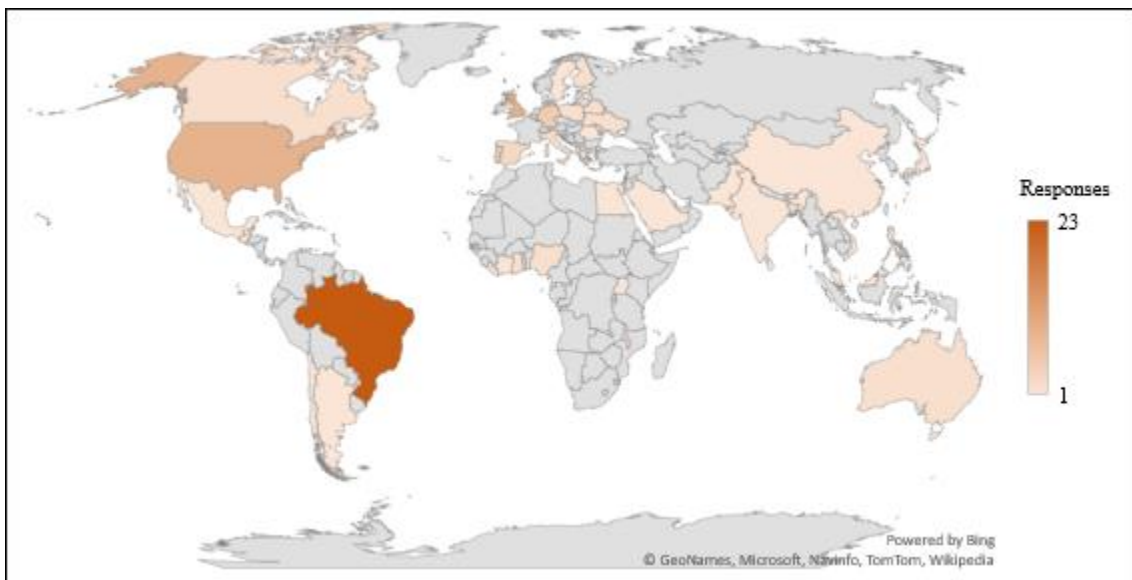 Responses
23
1
Powered by Bing
© GeoNames, Microsoft, Navinfo, TomTom, Wikipedia